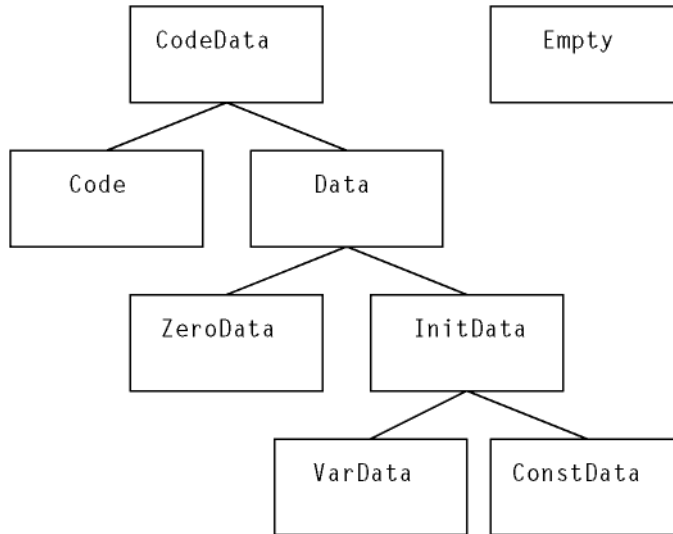 CodeData
Empty
Code
Data
ZeroData
InitData
VarData
ConstData